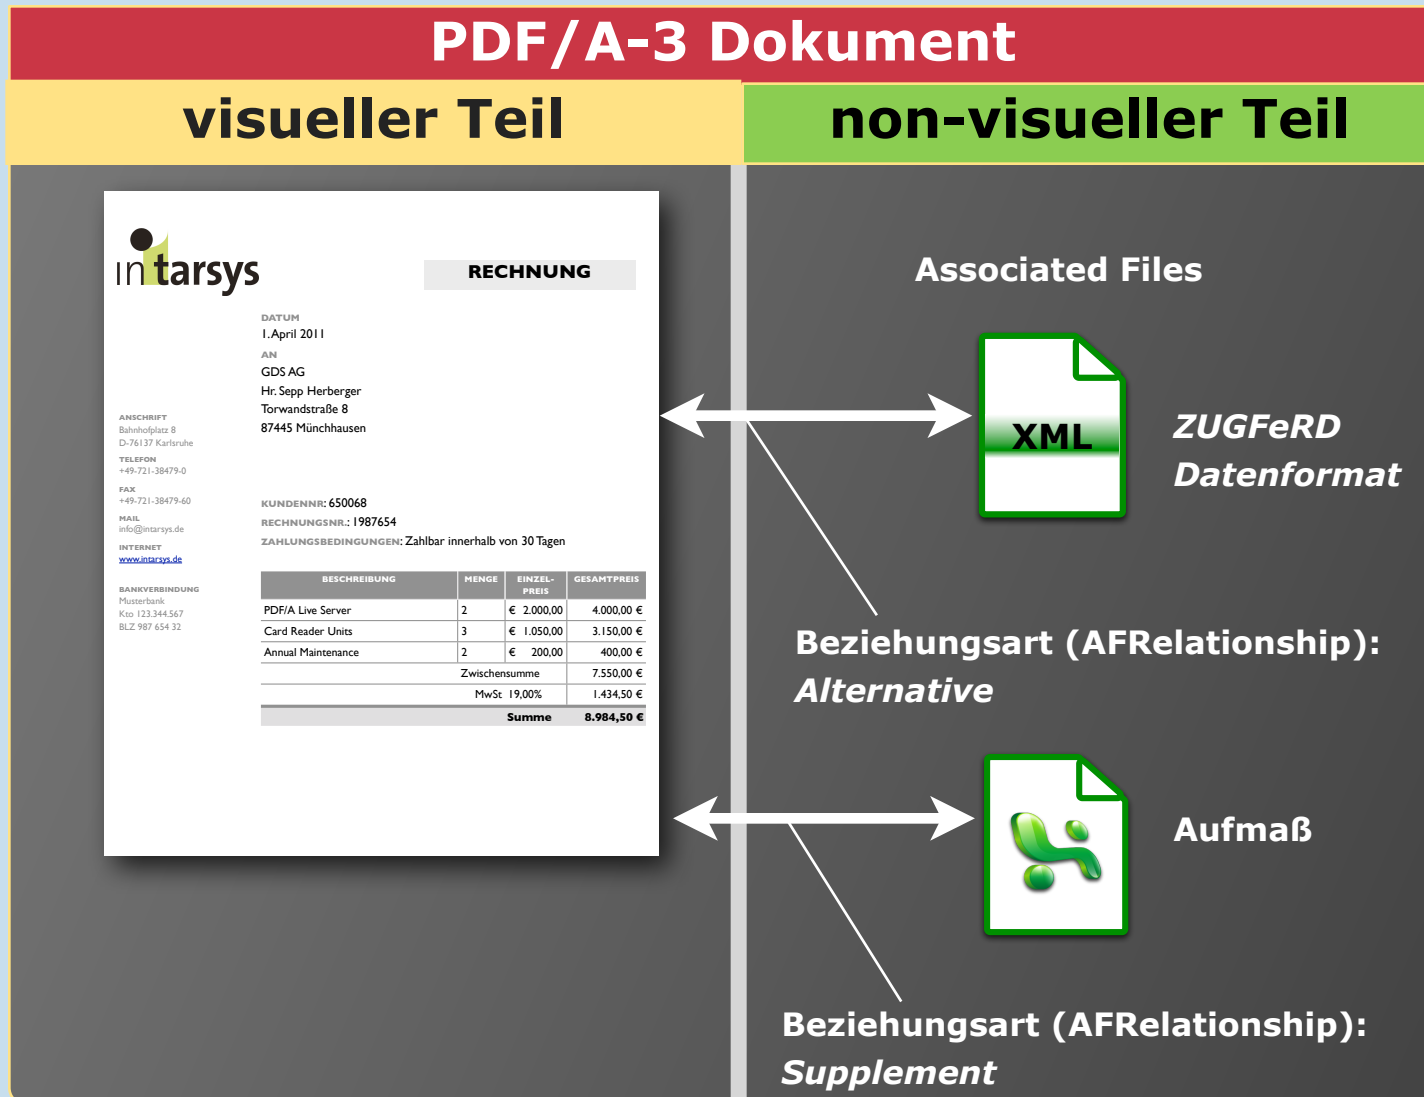 PDF/A-3 Dokument
visueller Teil
non-visueller Teil
intarsys
RECHNUNG
DATUM
1. April 2011
AN
GDS AG
Hr. Sepp Herberger
Torwandstraße 8
87445 Münchhausen
ANSCHRIFT
Bahnhofplatz 8
D-76137 Karlsruhe
TELEFON
+49-721-38479-0
FAX
+49-721-38479-60
MAIL
info@intarsys.de
INTERNET
www.intarsys.de
BANKVERBINDUNG
Musterbank
Kto 123.344.567
BLZ 987 654 32
KUNDENNR: 650068
RECHNUNGSNR.: 1987654
ZAHLUNGSBEDINGUNGEN: Zahlbar innerhalb von 30 Tagen
BESCHREIBUNG MENGE EINZEL-PREIS GESAMTPREIS
PDF/A Live Server 2 € 2.000,00 4.000,00 €
Card Reader Units 3 € 1.050,00 3.150,00 €
Annual Maintenance 2 € 200,00 400,00 €
Zwischensumme 7.550,00 €
MwSt 19,00% 1.434,50 €
Summe 8.984,50 €
Associated Files
XML
ZUGFeRD
Datenformat
Beziehungsart (AFRelationship):
Alternative
Aufmaß
Beziehungsart (AFRelationship):
Supplement